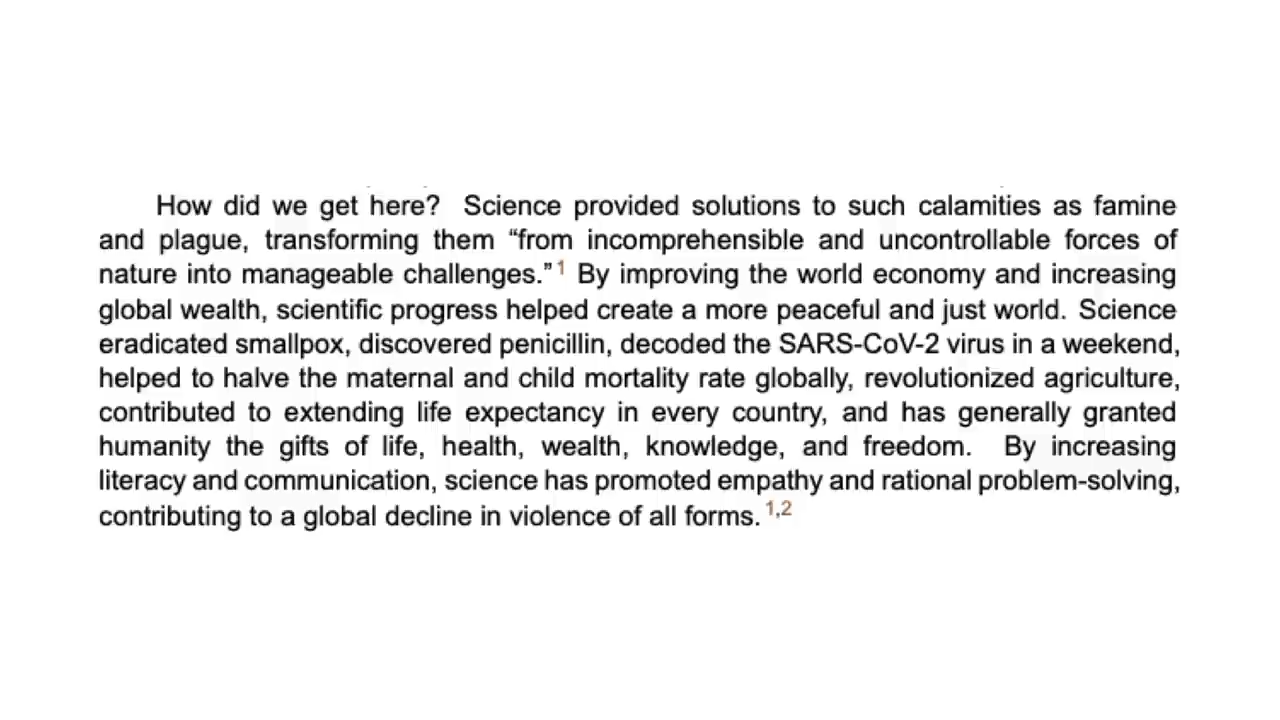 How did we get here? Science provided solutions to such calamities as famine
and plague, transforming them “from incomprehensible and uncontrollable forces of
nature into manageable challenges.” 1 By improving the world economy and increasing
global wealth, scientific progress helped create a more peaceful and just world. Science
eradicated smallpox, discovered penicillin, decoded the SARS-CoV-2 virus in a weekend,
helped to halve the maternal and child mortality rate globally, revolutionized agriculture,
contributed to extending life expectancy in every country, and has generally granted
humanity the gifts of life, health, wealth, knowledge, and freedom. By increasing
literacy and communication, science has promoted empathy and rational problem-solving,
contributing to a global decline in violence of all forms. 1,2